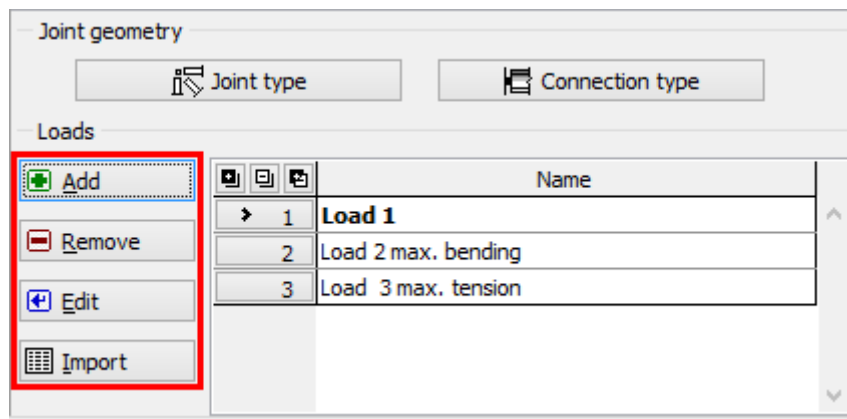 Joint geometry
Joint type
Connection type
Loads
Add
Name
1 Load 1
Remove
2 Load 2 max. bending
3 Load  3 max. tension
Edit
Import